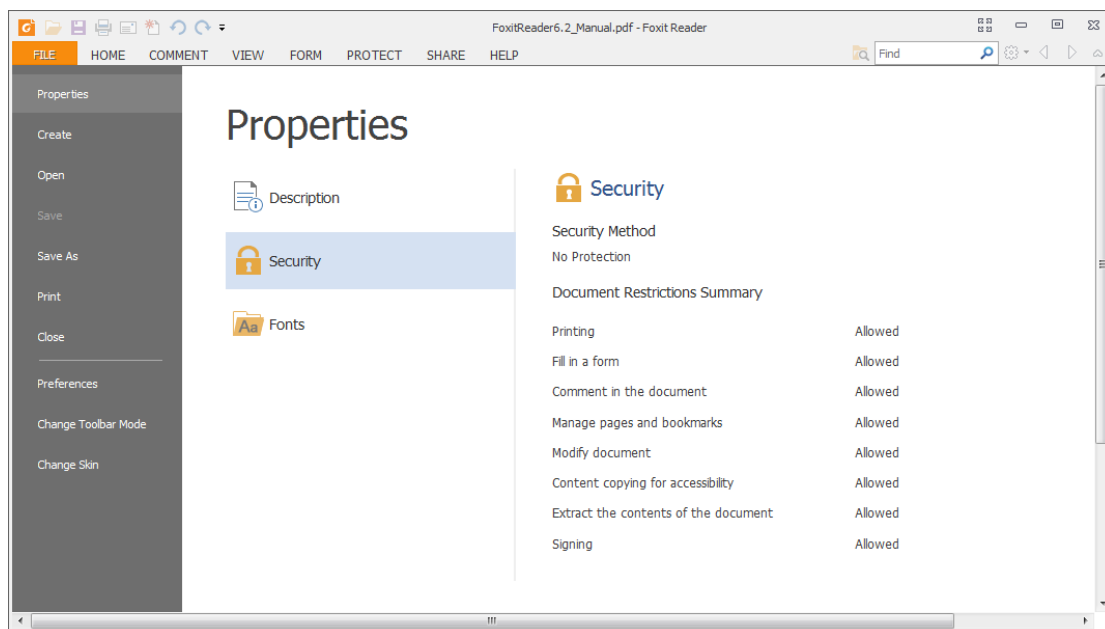 FoxitReader6.2_Manual.pdf - Foxit Reader
FILE HOME COMMENT VIEW FORM PROTECT SHARE HELP Find
Properties
Create
Open
Save
Save As
Print
Close
Preferences
Change Toolbar Mode
Change Skin
Properties
Description
Security
Aa Fonts
Security
Security Method
No Protection
Document Restrictions Summary
Printing Allowed
Fill in a form Allowed
Comment in the document Allowed
Manage pages and bookmarks Allowed
Modify document Allowed
Content copying for accessibility Allowed
Extract the contents of the document Allowed
Signing Allowed